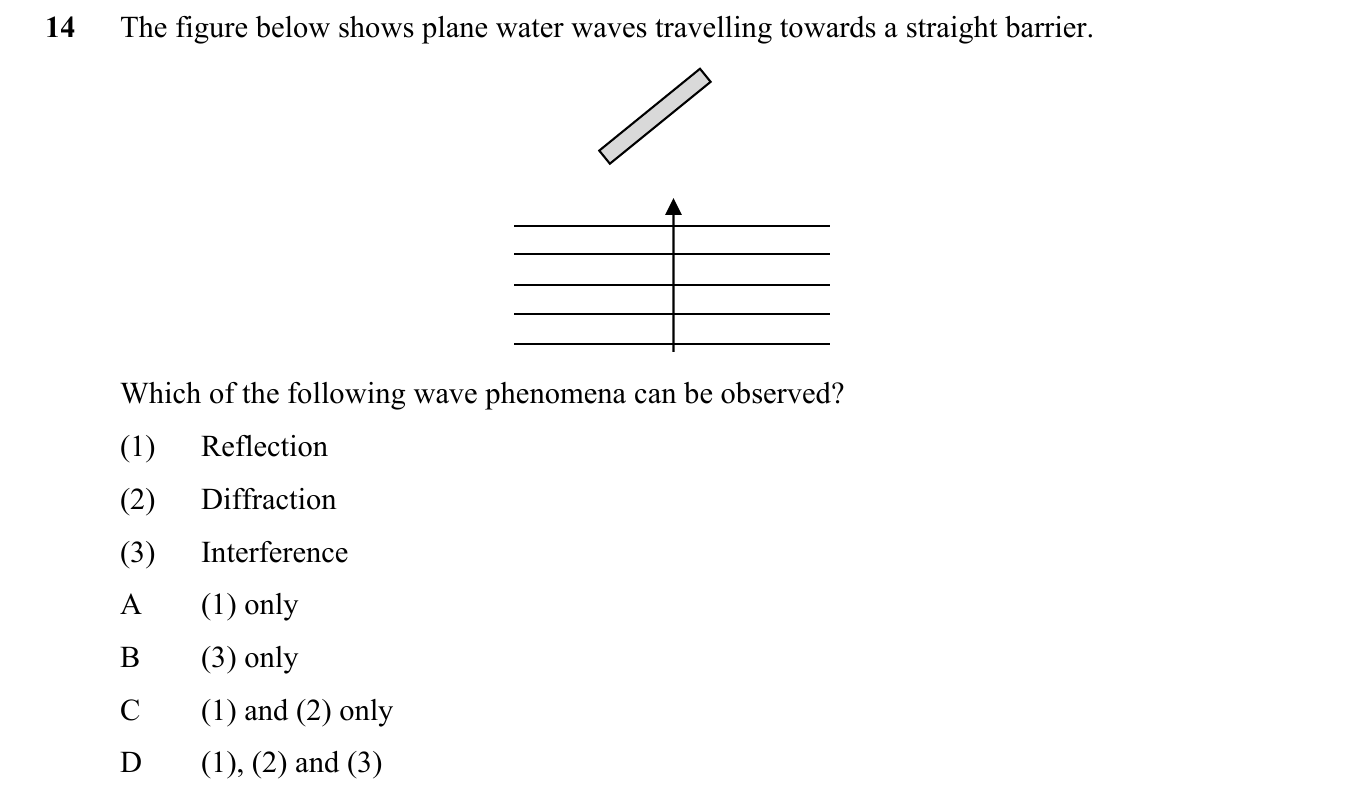 14 The figure below shows plane water waves travelling towards a straight barrier.
Which of the following wave phenomena can be observed?
(1) Reflection
(2) Diffraction
(3) Interference
A (1) only
B (3) only
C (1) and (2) only
D (1), (2) and (3)